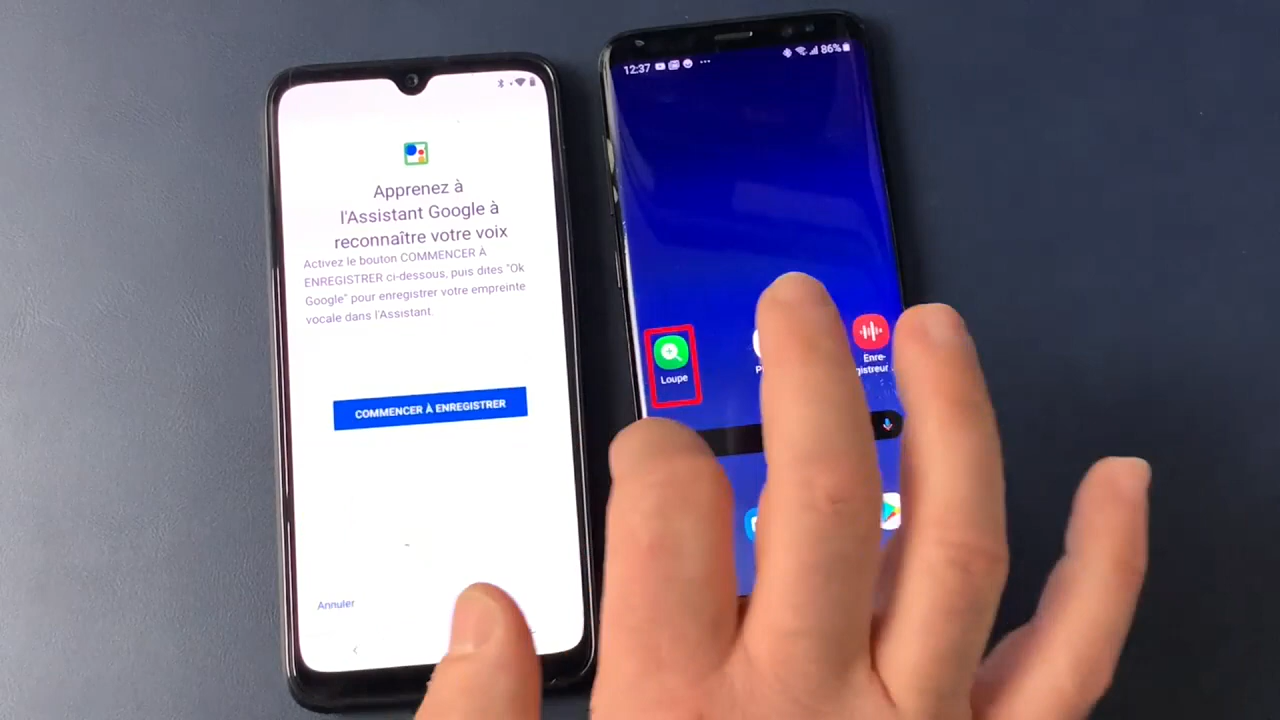 Apprenez à
l'Assistant Google à
reconnaître votre voix
Activez le bouton COMMENCER À
ENREGISTRER ci-dessous, puis dites "Ok
Google" pour enregistrer votre empreinte
vocale dans l'Assistant.
COMMENCER À ENREGISTRER
Annuler
12:37
86%
Loupe
Enre-
gistreur